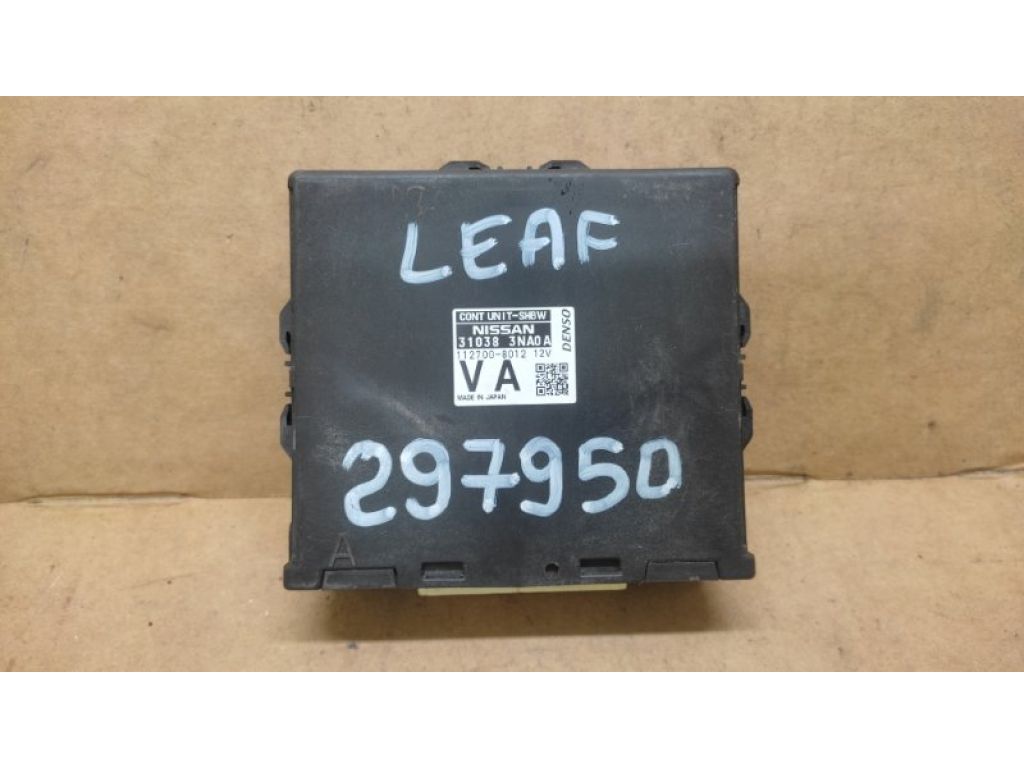 LEAF
CONT UNIT-SHBW
NISSAN
31038 3NA0A
112700-8012 12V
VA
MADE IN JAPAN
DENSO
297950
A